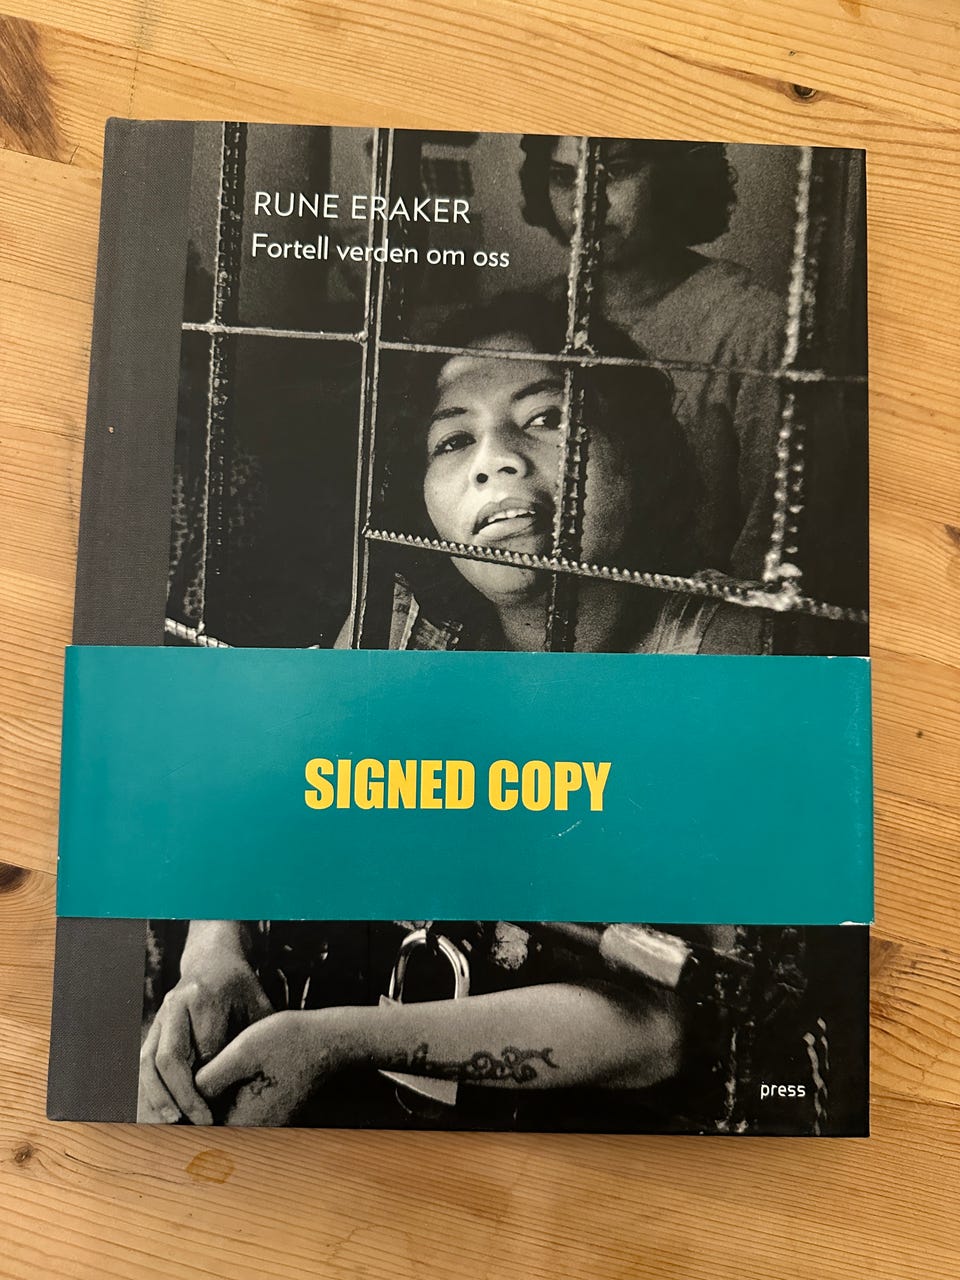 RUNE ERAKER
Fortell verden om oss
SIGNED COPY
press